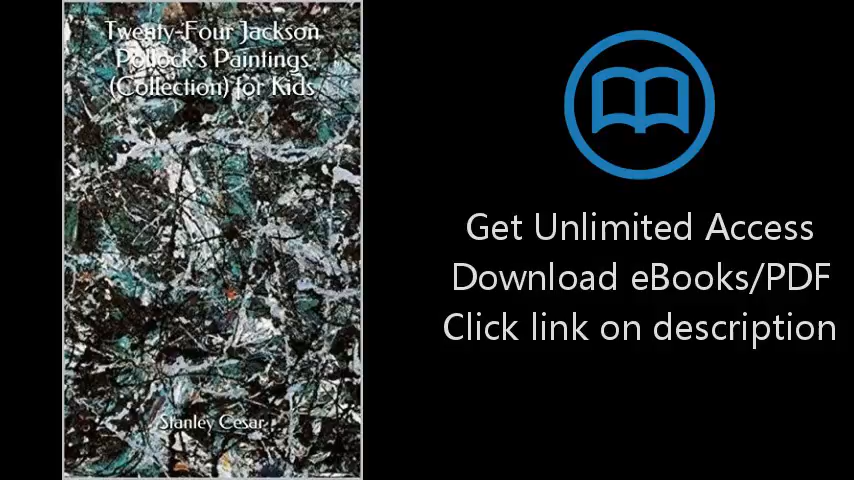 Twenty-Four Jackson
Pollock's Paintings
(Collection) for Kids
Stanley Cesar
Get Unlimited Access
Download eBooks/PDF
Click link on description